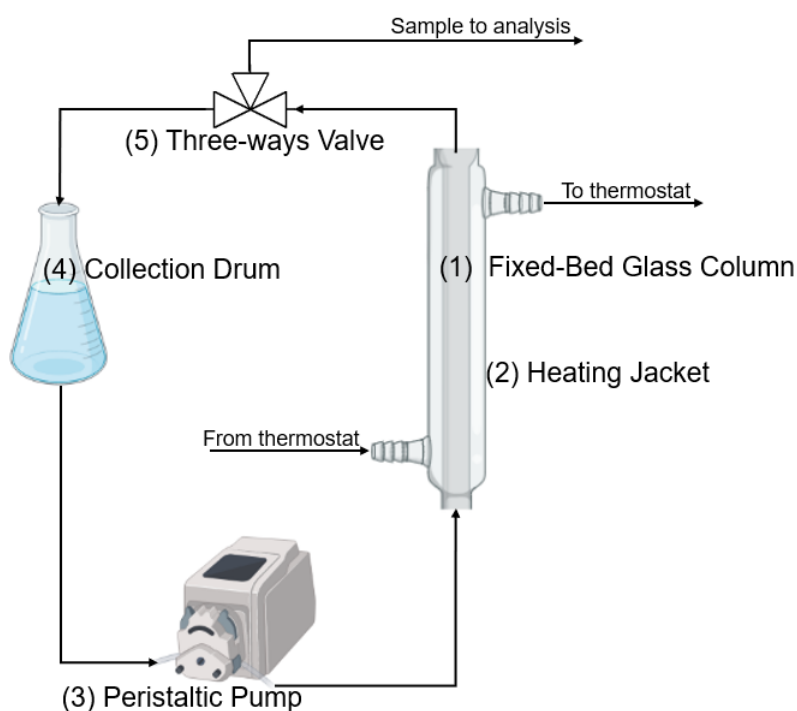 Sample to analysis
(5) Three-ways Valve
To thermostat
(4) Collection Drum
(1) Fixed-Bed Glass Column
(2) Heating Jacket
From thermostat
(3) Peristaltic Pump